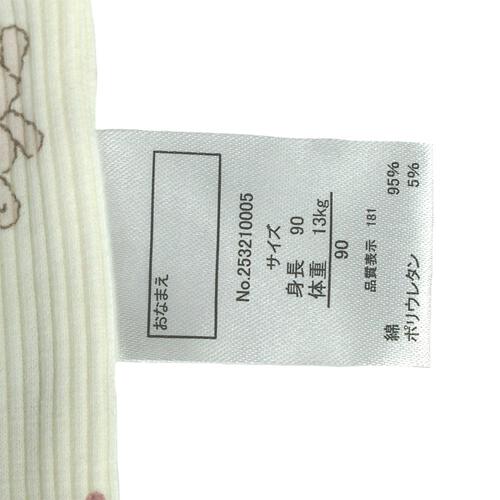 おなまえ
No.253210005
サイズ
身長 90
体重 13kg
90
品質表示 181
綿 95%
ポリウレタン 5%